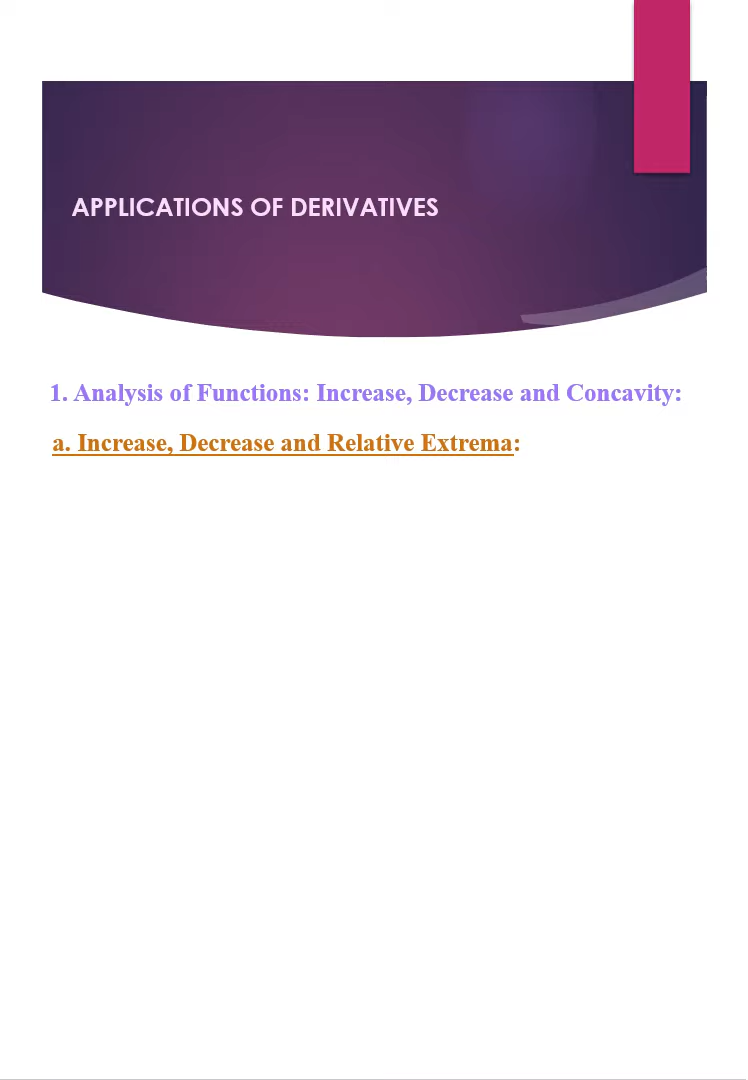 APPLICATIONS OF DERIVATIVES
1. Analysis of Functions: Increase, Decrease and Concavity:
a. Increase, Decrease and Relative Extrema: